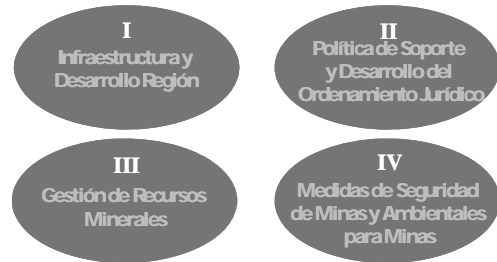 I
Infraestructura y
Desarrollo Región
II
Política de Soporte
y Desarrollo del
Ordenamiento Jurídico
III
Gestión de Recursos
Minerales
IV
Medidas de Seguridad
de Minas y Ambientales
para Minas